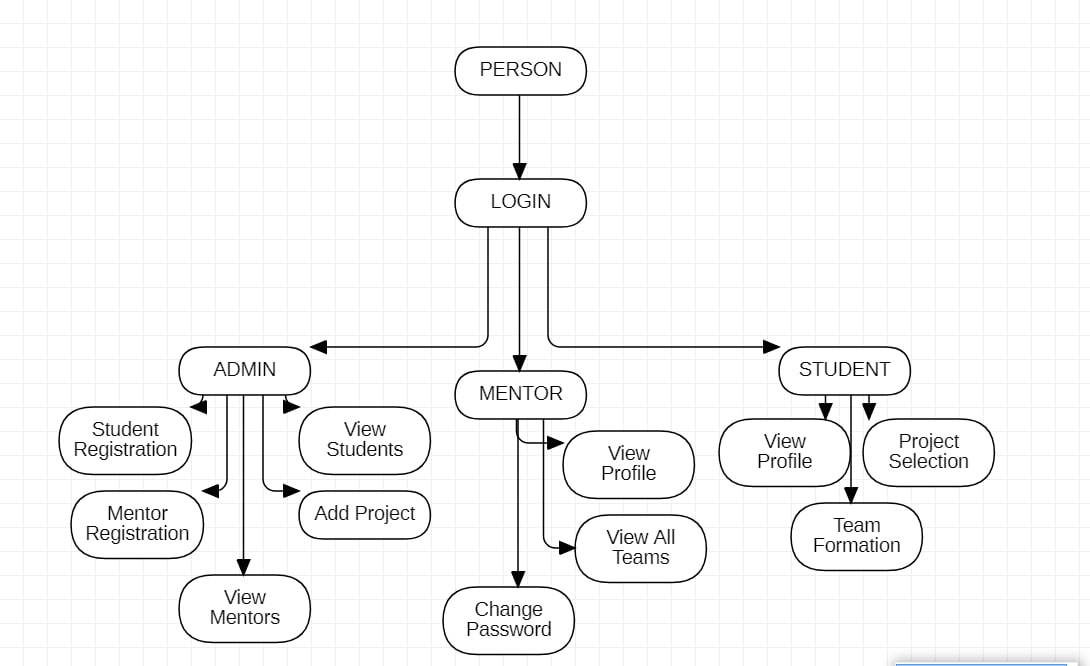 PERSON
LOGIN
ADMIN
MENTOR
STUDENT
Student
Registration
View
Students
View
Profile
View
Profile
Project
Selection
Mentor
Registration
Add Project
View All
Teams
Team
Formation
View
Mentors
Change
Password